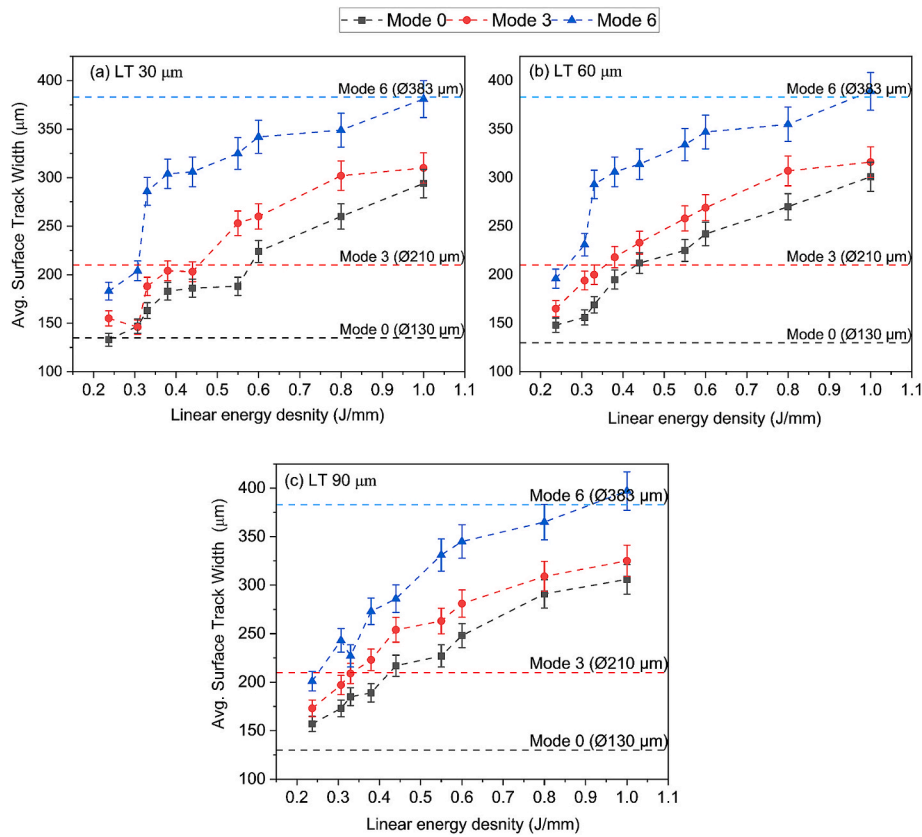 Mode 0 Mode 3 Mode 6
(a) LT 30 μm
Mode 6 (Ø383 μm)
Mode 3 (Ø210 μm)
Mode 0 (Ø130 μm)
Avg. Surface Track Width (μm)
400
350
300
250
200
150
100
0.2 0.3 0.4 0.5 0.6 0.7 0.8 0.9 1.0 1.1
Linear energy desnity (J/mm)
(b) LT 60 μm
Mode 6 (Ø383 μm)
Mode 3 (Ø210 μm)
Mode 0 (Ø130 μm)
400
350
300
250
200
150
100
0.2 0.3 0.4 0.5 0.6 0.7 0.8 0.9 1.0 1.1
Linear energy desnity (J/mm)
(c) LT 90 μm
Mode 6 (Ø383 μm)
Mode 3 (Ø210 μm)
Mode 0 (Ø130 μm)
Avg. Surface Track Width (μm)
400
350
300
250
200
150
100
0.2 0.3 0.4 0.5 0.6 0.7 0.8 0.9 1.0 1.1
Linear energy desnity (J/mm)